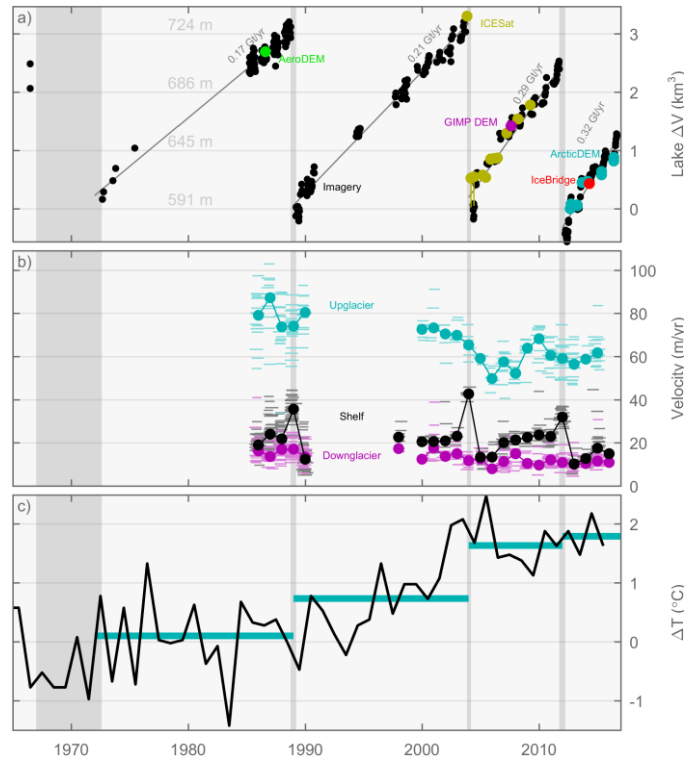 a)
724 m
686 m
645 m
591 m
0.17 Gt/yr
0.21 Gt/yr
0.29 Gt/yr
0.32 Gt/yr
AeroDEM
ICESat
GIMP DEM
ArcticDEM
IceBridge
Imagery
3
2
1
0
Lake ΔV (km³)
b)
Upglacier
Shelf
Downglacier
100
80
60
40
20
0
Velocity (m/yr)
c)
2
1
0
-1
ΔT (°C)
1970
1980
1990
2000
2010